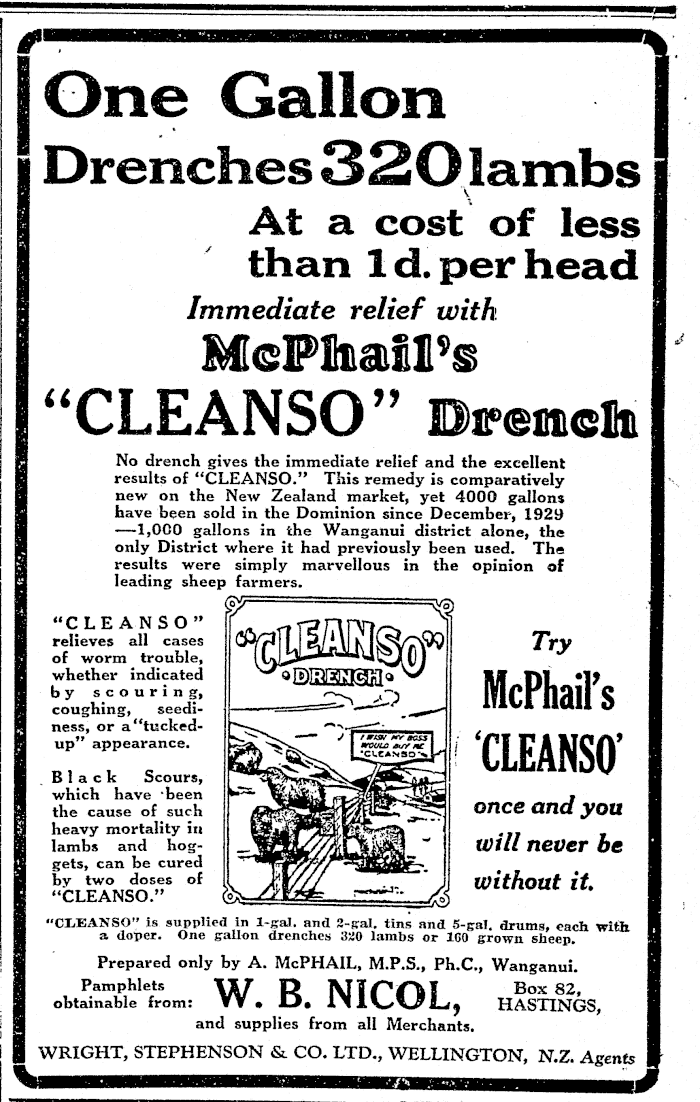 One Gallon
Drenches 320 lambs
At a cost of less
than 1d. per head
Immediate relief with
McPhail's
"CLEANSO" Drench
No drench gives the immediate relief and the excellent
results of "CLEANSO." This remedy is comparatively
new on the New Zealand market, yet 4000 gallons
have been sold in the Dominion since December, 1929
—1,000 gallons in the Wanganui district alone, the
only District where it had previously been used. The
results were simply marvellous in the opinion of
leading sheep farmers.
"CLEANSO"
relieves all cases
of worm trouble,
whether indicated
by scouring,
coughing, seedi-
ness, or a "tucked-
up" appearance.
Black Scours,
which have been
the cause of such
heavy mortality in
lambs and hog-
gets, can be cured
by two doses of
"CLEANSO."
"CLEANSO"
DRENCH
I WISH MY BOSS
WOULD BUY ME
"CLEANSO"
Try
McPhail's
'CLEANSO'
once and you
will never be
without it.
"CLEANSO" is supplied in 1-gal. and 2-gal. tins and 5-gal. drums, each with
a doper. One gallon drenches 320 lambs or 160 grown sheep.
Prepared only by A. McPHAIL, M.P.S., Ph.C., Wanganui.
Pamphlets
obtainable from:
W. B. NICOL,
Box 82,
HASTINGS,
and supplies from all Merchants.
WRIGHT, STEPHENSON & CO. LTD., WELLINGTON, N.Z. Agents